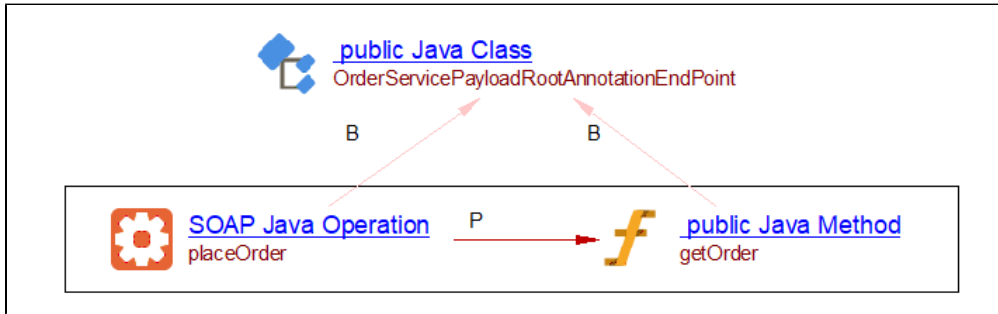 public Java Class
OrderServicePayloadRootAnnotationEndPoint
B
B
SOAP Java Operation
placeOrder
P
public Java Method
getOrder